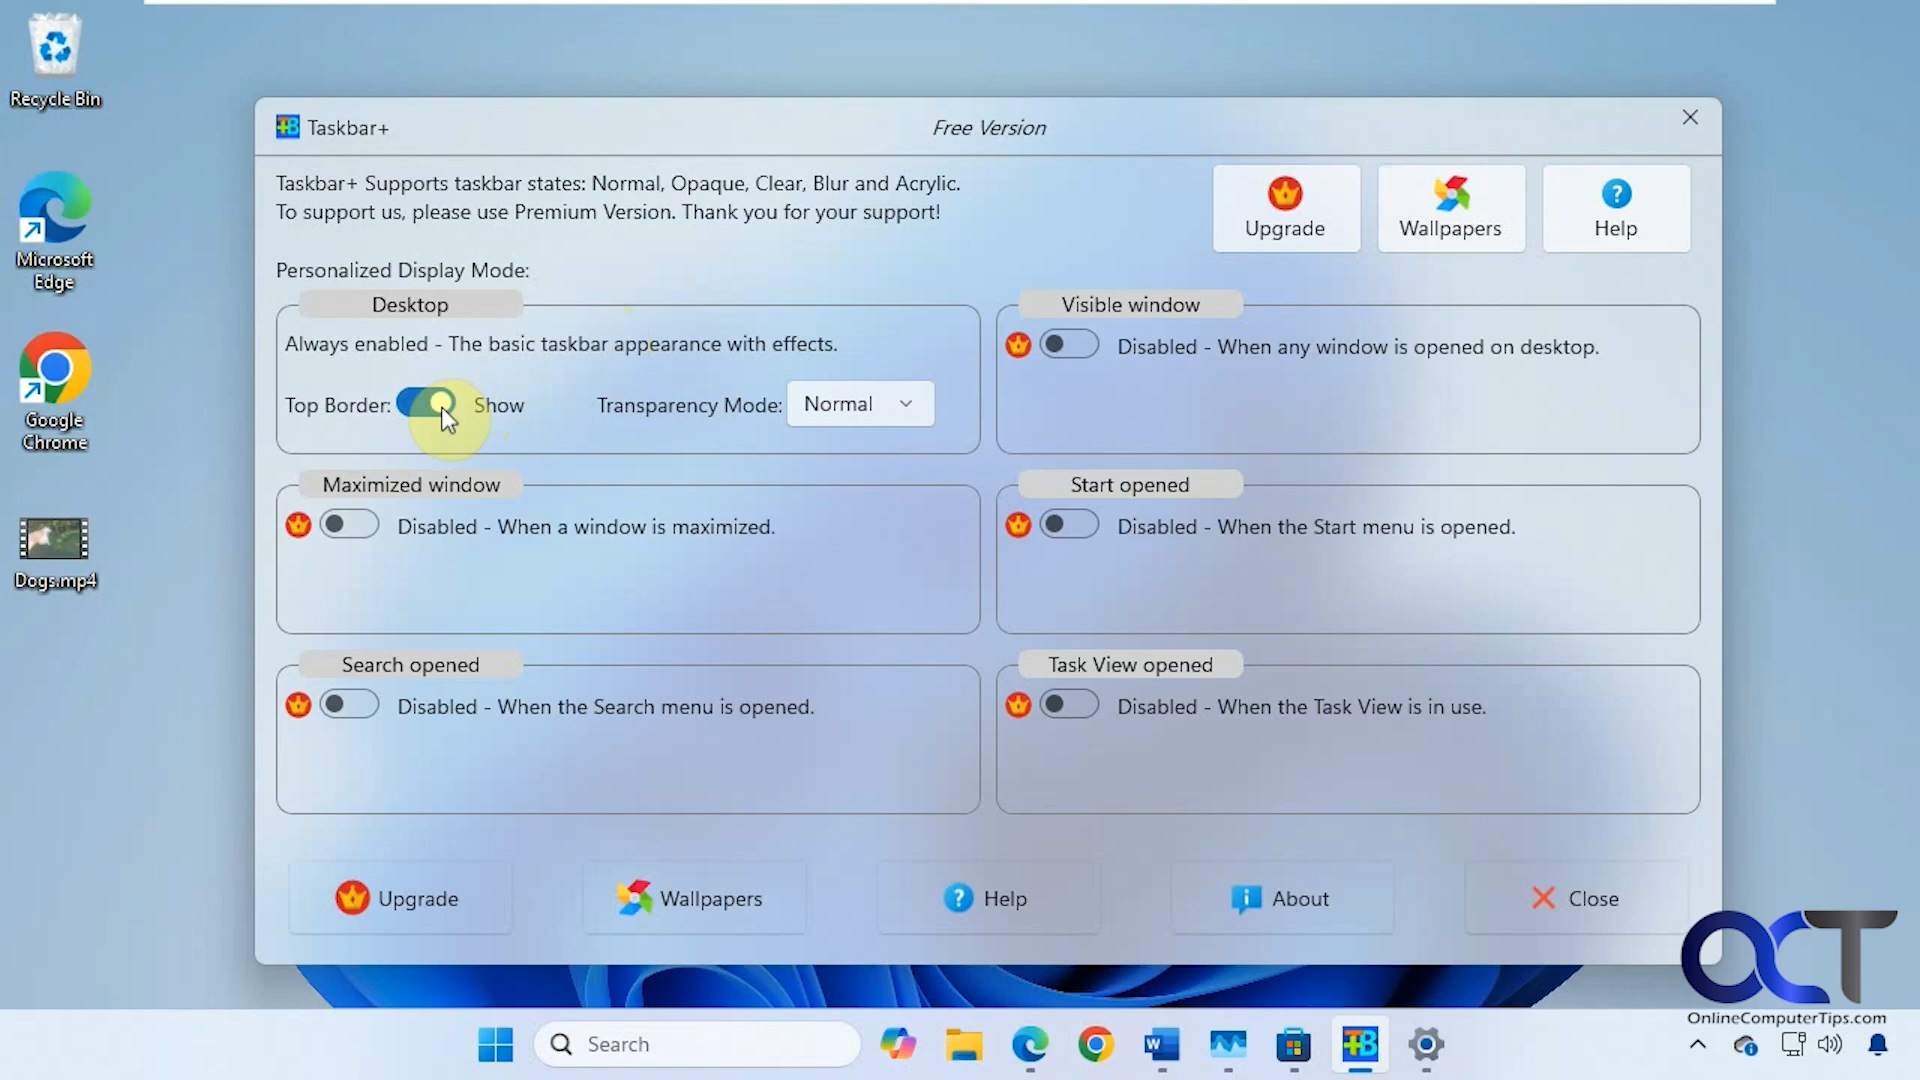 Recycle Bin
Microsoft
Edge
Google
Chrome
Dogs.mp4
Taskbar+
Free Version
Taskbar+ Supports taskbar states: Normal, Opaque, Clear, Blur and Acrylic.
To support us, please use Premium Version. Thank you for your support!
Upgrade
Wallpapers
Help
Personalized Display Mode:
Desktop
Always enabled - The basic taskbar appearance with effects.
Top Border:
Show
Transparency Mode:
Normal
Visible window
Disabled - When any window is opened on desktop.
Maximized window
Disabled - When a window is maximized.
Start opened
Disabled - When the Start menu is opened.
Search opened
Disabled - When the Search menu is opened.
Task View opened
Disabled - When the Task View is in use.
Upgrade
Wallpapers
Help
About
Close
OCT
OnlineComputerTips.com
Search